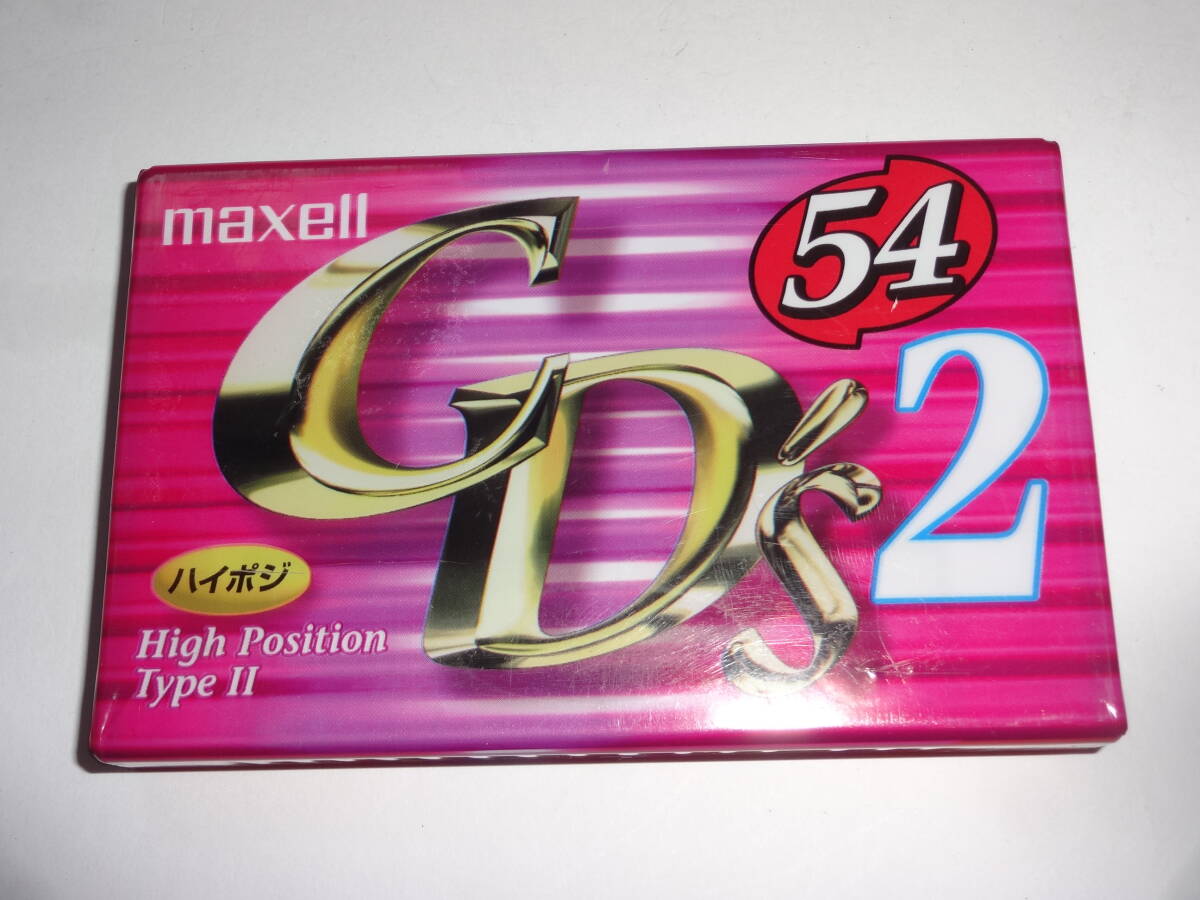 maxell
54
CD's 2
ハイポジ
High Position
Type II